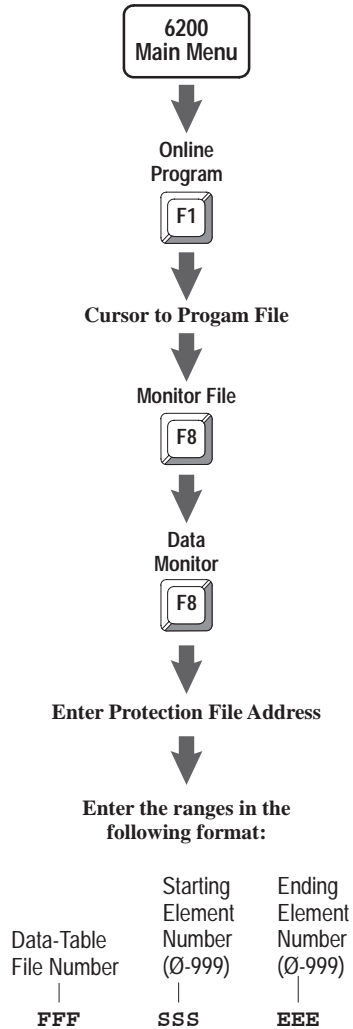 6200
Main Menu
Online
Program
F1
Cursor to Progam File
Monitor File
F8
Data
Monitor
F8
Enter Protection File Address
Enter the ranges in the
following format:
Data-Table
File Number
Starting
Element
Number
(Ø-999)
Ending
Element
Number
(Ø-999)
FFF SSS EEE